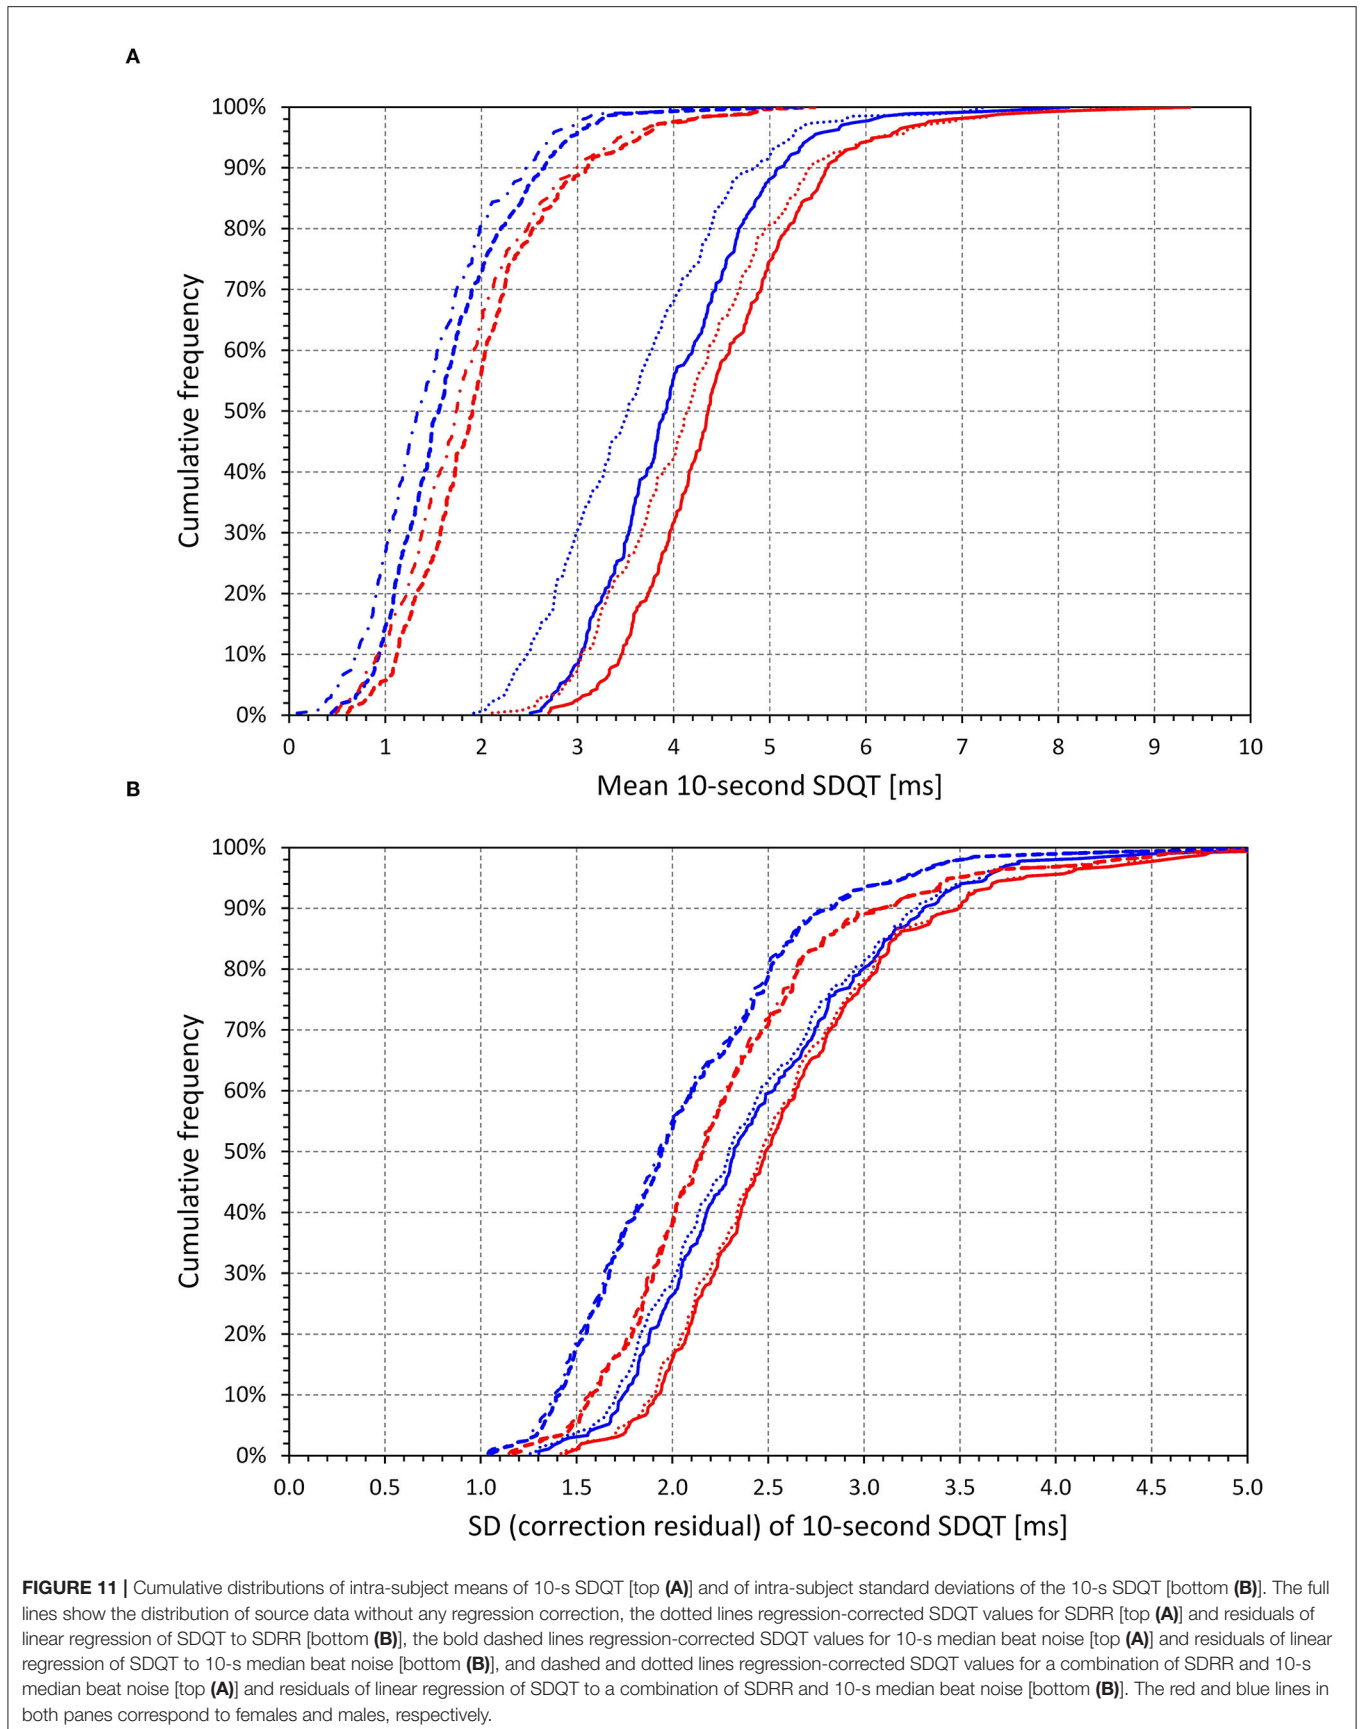 A
100%
90%
80%
70%
60%
50%
40%
30%
20%
10%
0%
Cumulative frequency
0 1 2 3 4 5 6 7 8 9 10
Mean 10-second SDQT [ms]
B
100%
90%
80%
70%
60%
50%
40%
30%
20%
10%
0%
Cumulative frequency
0.0 0.5 1.0 1.5 2.0 2.5 3.0 3.5 4.0 4.5 5.0
SD (correction residual) of 10-second SDQT [ms]
FIGURE 11 | Cumulative distributions of intra-subject means of 10-s SDQT [top (A)] and of intra-subject standard deviations of the 10-s SDQT [bottom (B)]. The full
lines show the distribution of source data without any regression correction, the dotted lines regression-corrected SDQT values for SDRR [top (A)] and residuals of
linear regression of SDQT to SDRR [bottom (B)], the bold dashed lines regression-corrected SDQT values for 10-s median beat noise [top (A)] and residuals of linear
regression of SDQT to 10-s median beat noise [bottom (B)], and dashed and dotted lines regression-corrected SDQT values for a combination of SDRR and 10-s
median beat noise [top (A)] and residuals of linear regression of SDQT to a combination of SDRR and 10-s median beat noise [bottom (B)]. The red and blue lines in
both panes correspond to females and males, respectively.